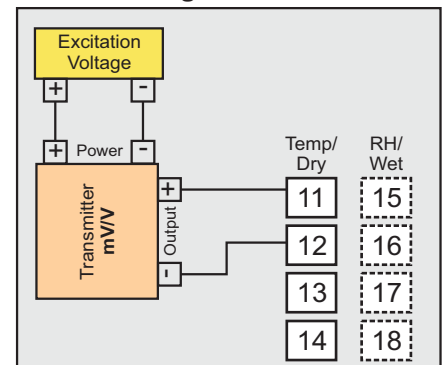 Excitation
Voltage
+ -
+ Power -
Transmitter
mV/V
+
Output
-
Temp/
Dry
RH/
Wet
11 15
12 16
13 17
14 18